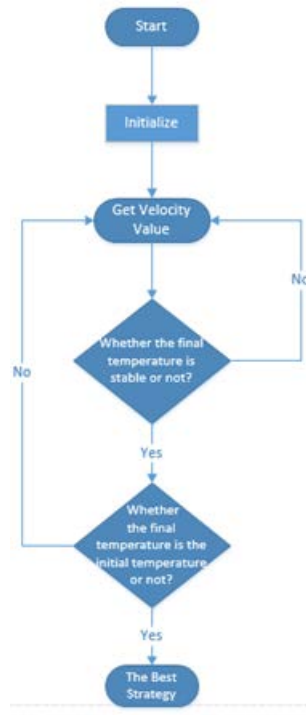 Start
Initialize
Get Velocity
Value
No
Whether the final
temperature is
stable or not?
No
Yes
Whether
the final
temperature is the
initial temperature
or not?
Yes
The Best
Strategy